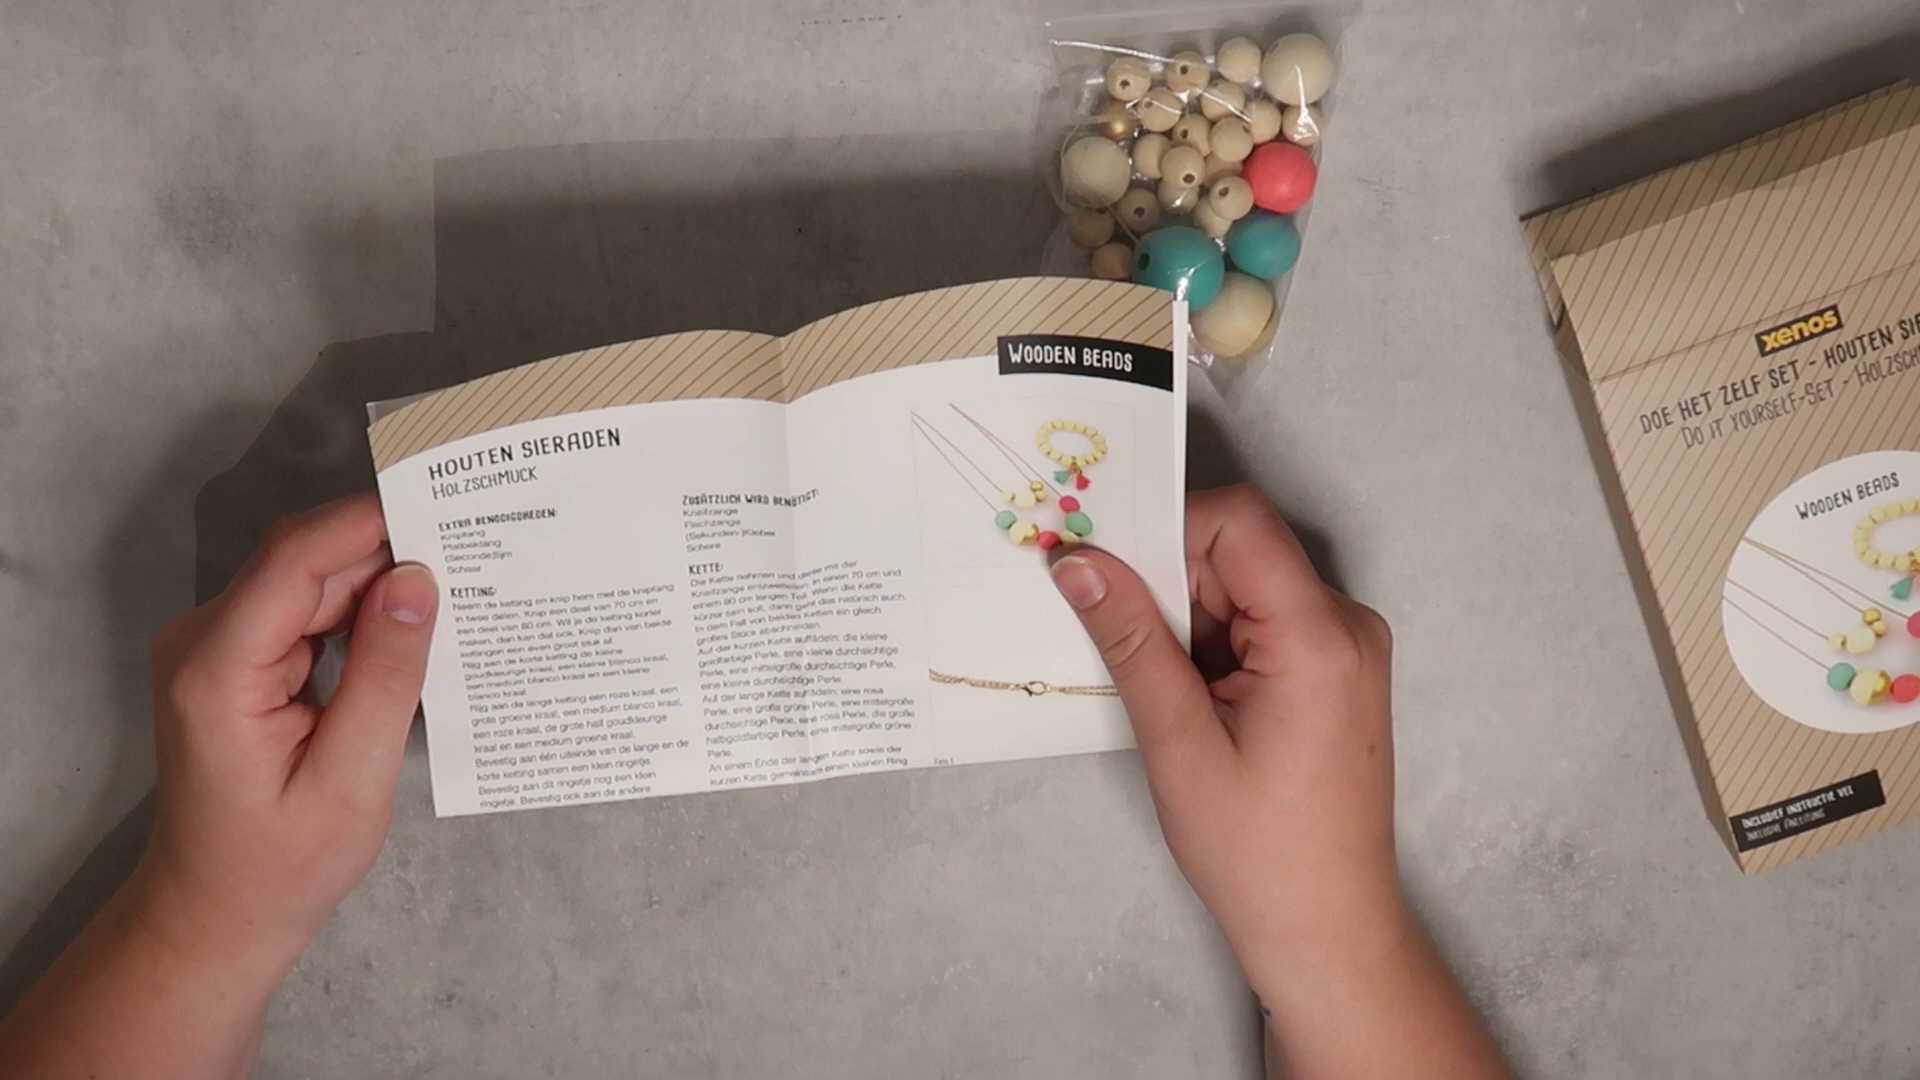 WOODEN BEADS
HOUTEN SIERADEN
HOLZSCHMUCK
EXTRA BENODIGDHEDEN:
Kniptang
Platbektang
(Seconde)lijm
Schaar
KETTING:
Neem de ketting en knip hem met de kniptang
in twee delen. Knip een deel van 70 cm en
een deel van 80 cm. Wil je de ketting korter
maken, dan kan dat ook. Knip dan van beide
kettingen een even groot stuk af.
Rijg aan de korte ketting de kleine
goudkleurige kraal, een kleine blanco kraal,
een medium blanco kraal en een kleine
blanco kraal.
Rijg aan de lange ketting een roze kraal, een
grote groene kraal, een medium blanco kraal,
een roze kraal, de grote half goudkleurige
kraal en een medium groene kraal.
Bevestig aan één uiteinde van de lange en de
korte ketting samen een klein ringetje.
Bevestig aan dit ringetje nog een klein
ringetje. Bevestig ook aan de andere
ZUSÄTZLICH WIRD BENÖTIGT:
Kneifzange
Flachzange
(Sekunden-)Kleber
Schere
KETTE:
Die Kette nehmen und diese mit der
Kneifzange entzweiteilen, in einen 70 cm und
einem 80 cm langen Teil. Wenn die Kette
kürzer sein soll, dann geht das natürlich auch.
In dem Fall von beiden Ketten ein gleich
großes Stück abschneiden.
Auf der kurzen Kette auffädeln: die kleine
goldfarbige Perle, eine kleine durchsichtige
Perle, eine mittelgroße durchsichtige Perle,
eine kleine durchsichtige Perle.
Auf der lange Kette auffädeln: eine rosa
Perle, eine große grüne Perle, eine mittelgroße
durchsichtige Perle, eine rosa Perle, die große
halbgoldfarbige Perle, eine mittelgroße grüne
Perle.
An einem Ende der langen Kette sowie der
kurzen Kette gemeinsam einen kleinen Ring
xenos
DOE HET ZELF SET - HOUTEN
DO IT YOURSELF-SET -
WOODEN BEADS
INCLUSIEF INSTRUCTIE VEL
INKLUSIVE ANLEITUNG